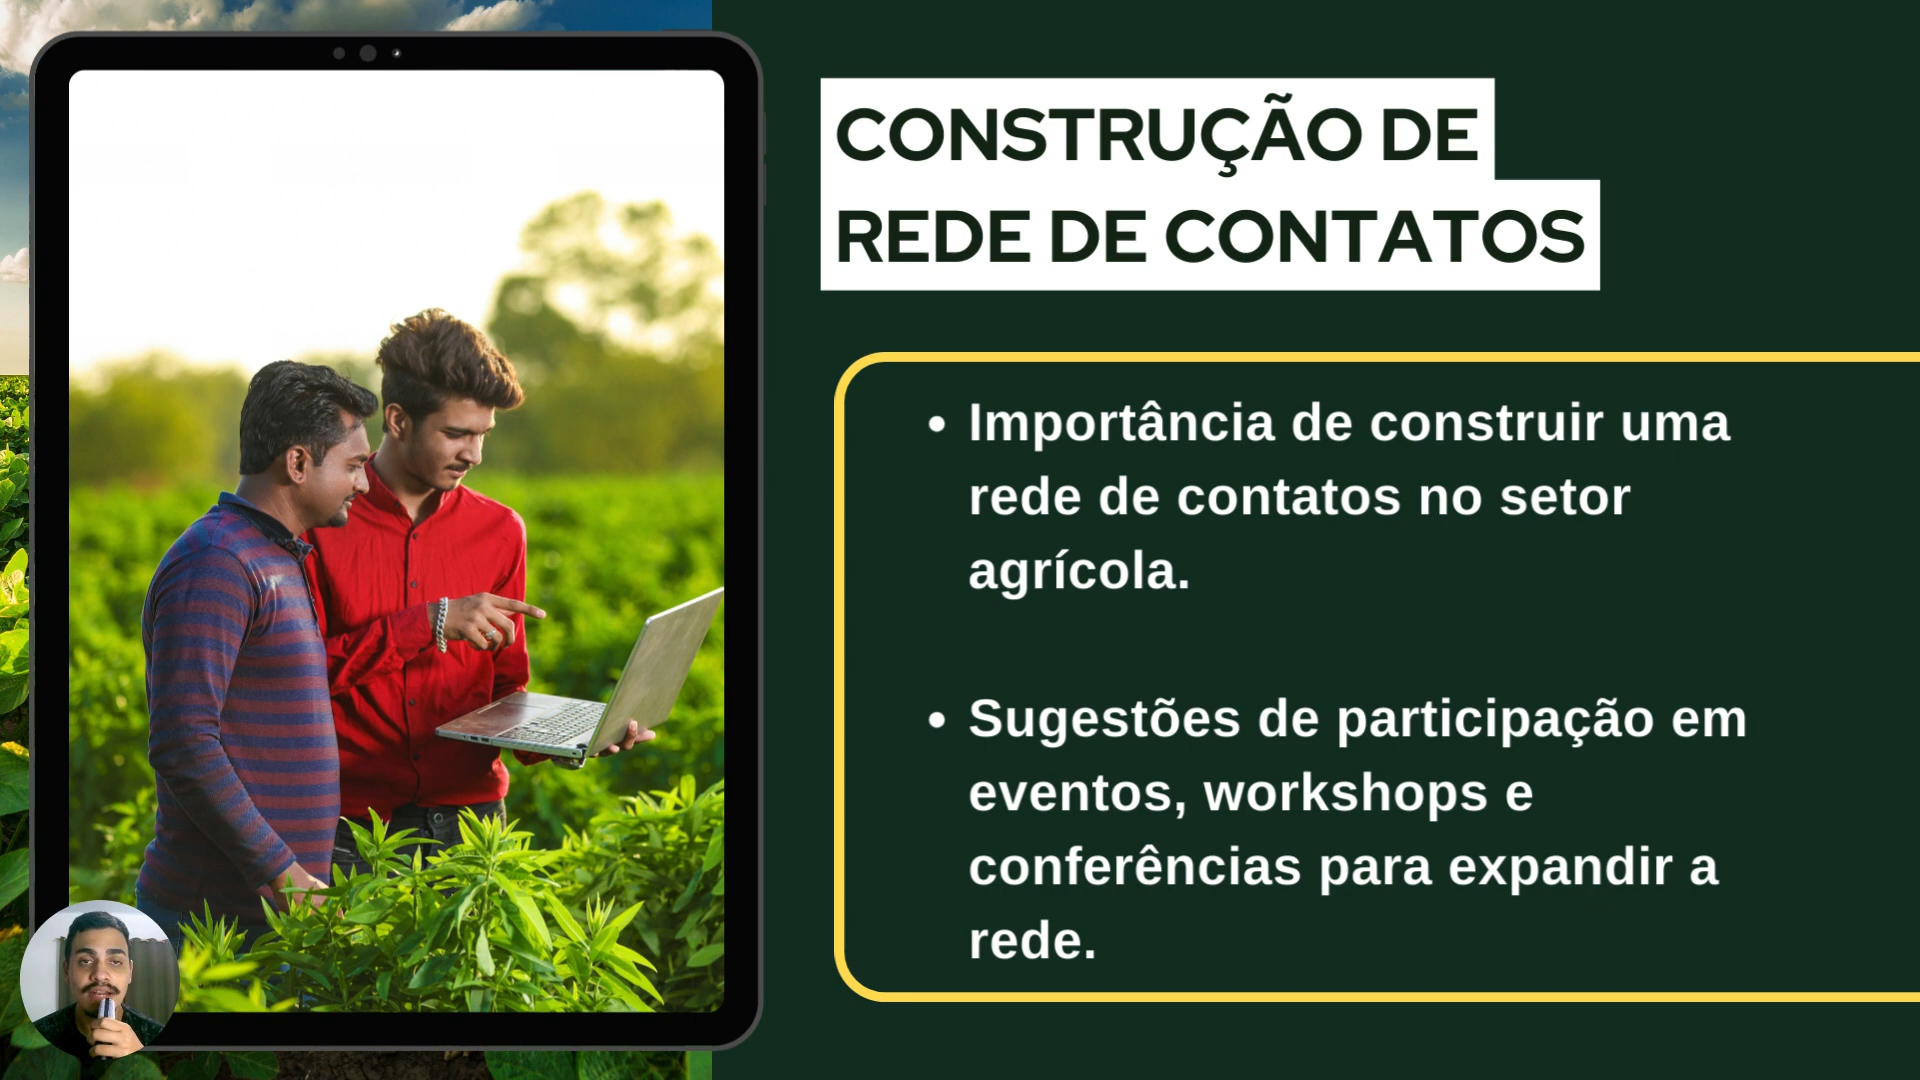 CONSTRUÇÃO DE
REDE DE CONTATOS
• Importância de construir uma
rede de contatos no setor
agrícola.
• Sugestões de participação em
eventos, workshops e
conferências para expandir a
rede.